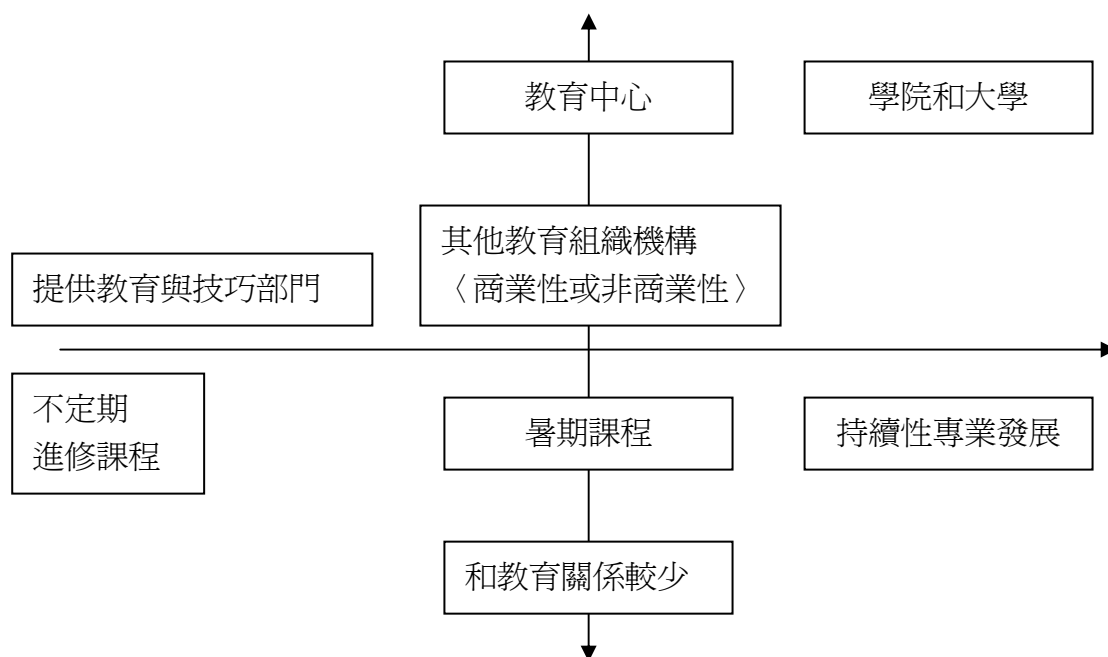 教育中心
學院和大學
其他教育組織機構
〈商業性或非商業性〉
提供教育與技巧部門
不定期
進修課程
暑期課程
持續性專業發展
和教育關係較少